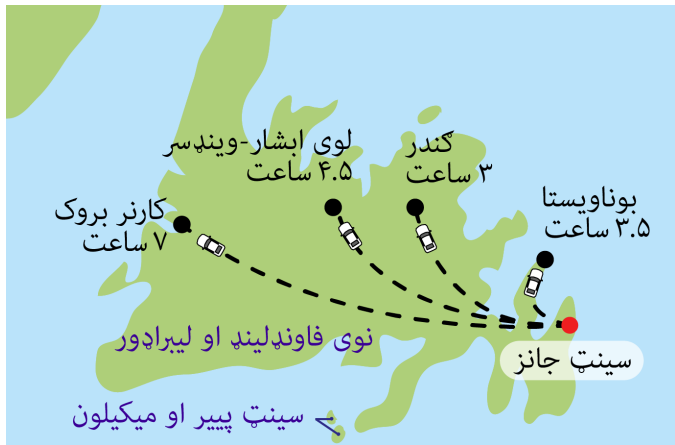 لوی ابشار-وینډسر
۴.۵ ساعت
ګندر
۳ ساعت
بوناویستا
۳.۵ ساعت
کارنر بروک
۷ ساعت
نوی فاونډلینډ او لیبراډور
سینټ جانز
سینټ پییر او میکیلون